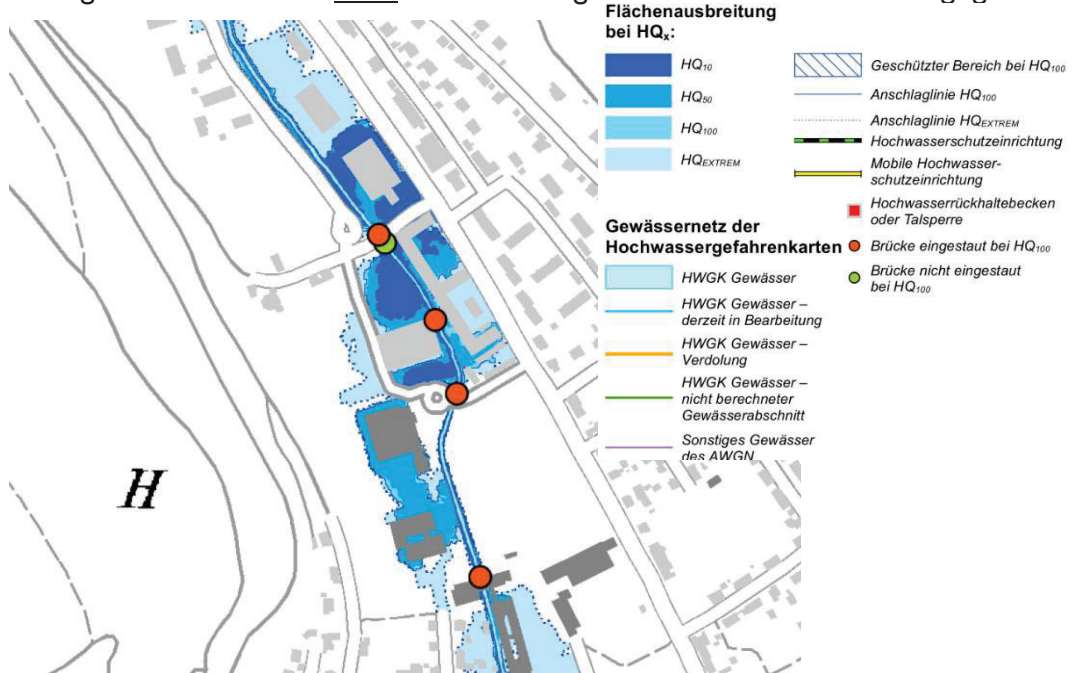 Flächenausbreitung
bei HQx:
HQ10
HQ50
HQ100
HQEXTREM
Geschützter Bereich bei HQ100
Anschlaglinie HQ100
Anschlaglinie HQEXTREM
Hochwasserschutzeinrichtung
Mobile Hochwasser-
schutzeinrichtung
Hochwasserrückhaltebecken
oder Talsperre
Brücke eingestaut bei HQ100
Brücke nicht eingestaut
bei HQ100
Gewässernetz der
Hochwassergefahrenkarten
HWGK Gewässer
HWGK Gewässer –
derzeit in Bearbeitung
HWGK Gewässer –
Verdolung
HWGK Gewässer –
nicht berechneter
Gewässerabschnitt
Sonstiges Gewässer
des AWGN
H